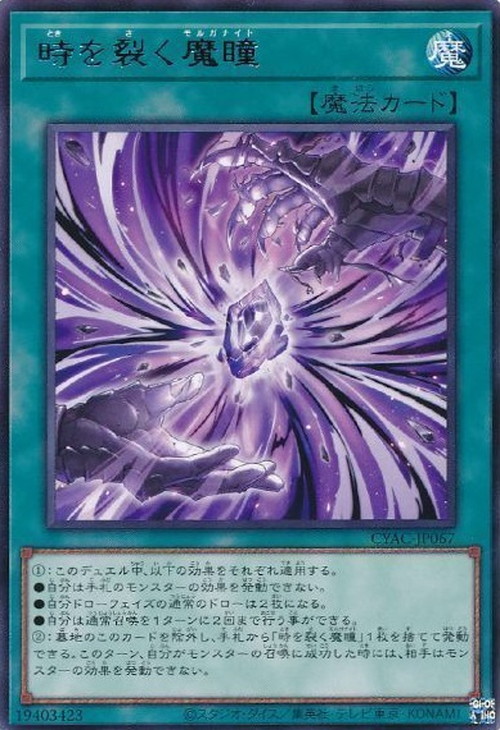 時を裂く魔瞳
とき さ モルガナイト
魔
【魔法カード】
CYAC-JP067
①：このデュエル中、以下の効果をそれぞれ適用する。
●自分は手札のモンスターの効果を発動できない。
●自分ドローフェイズの通常のドローは２枚になる。
●自分は通常召喚を１ターンに２回まで行う事ができる。
②：墓地のこのカードを除外し、手札から「時を裂く魔瞳」１枚を捨てて発動
できる。このターン、自分がモンスターの召喚に成功した時には、相手はモン
スターの効果を発動できない。
19403423
©スタジオ・ダイス／集英社・テレビ東京・KONAMI